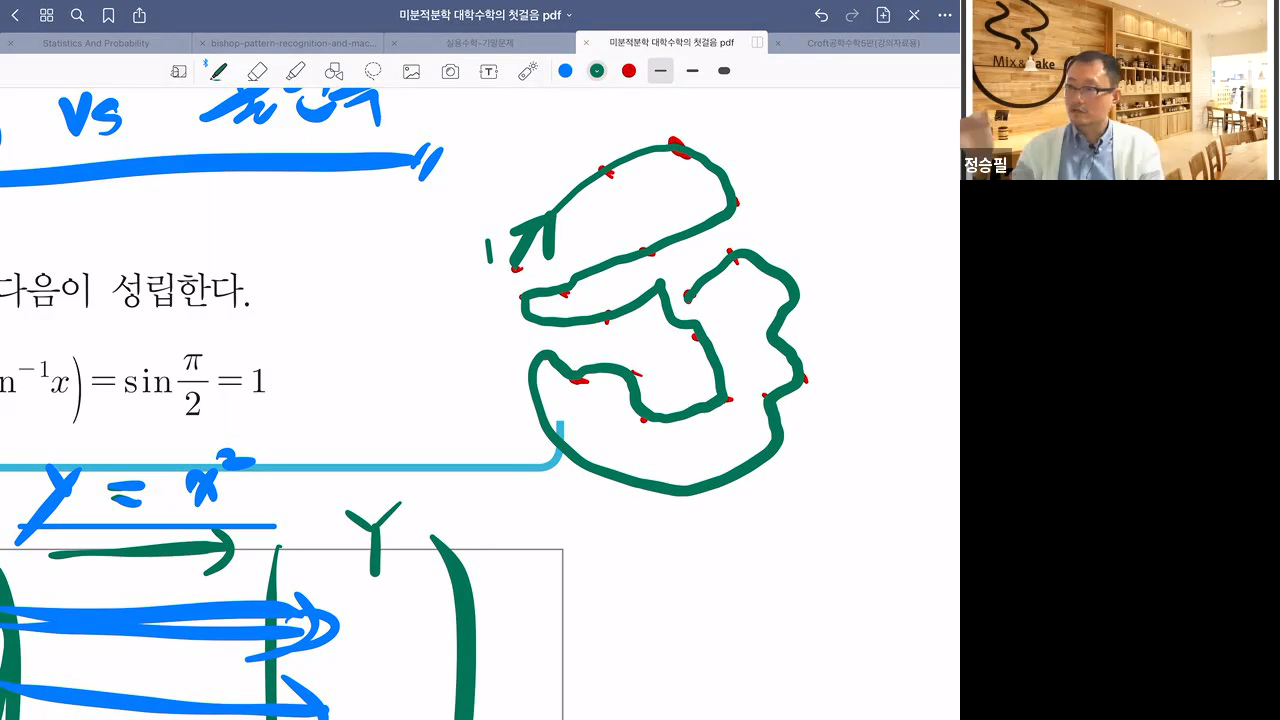 미분적분학 대학수학의 첫걸음 pdf
Statistics And Probability
bishop-pattern-recognition-and-mac...
실용수학-기말문제
미분적분학 대학수학의 첫걸음 pdf
Croft공학수학5판(강의자료용)
Mix&
정승필
vs
1
다음이 성립한다.
n⁻¹x) = sin π/2 = 1
y = x²
Y